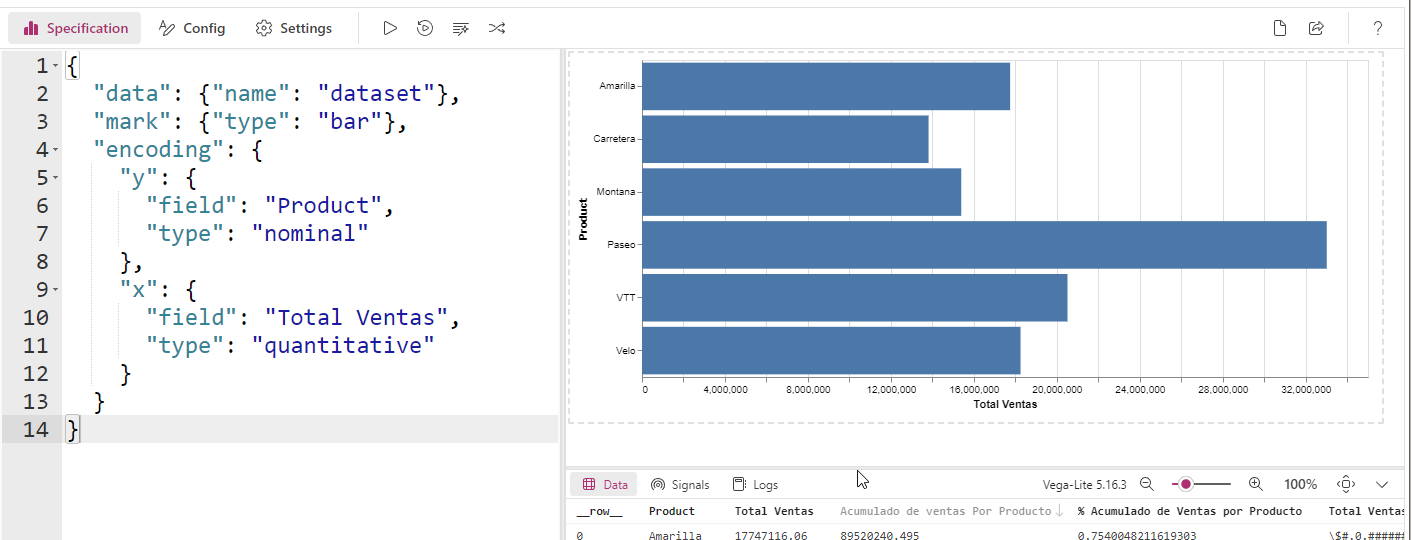 Specification Config Settings ?
1 {
2 "data": {"name": "dataset"},
3 "mark": {"type": "bar"},
4 "encoding": {
5 "y": {
6 "field": "Product",
7 "type": "nominal"
8 },
9 "x": {
10 "field": "Total Ventas",
11 "type": "quantitative"
12 }
13 }
14 }
Product
Amarilla
Carretera
Montana
Paseo
VTT
Velo
0 4,000,000 8,000,000 12,000,000 16,000,000 20,000,000 24,000,000 28,000,000 32,000,000
Total Ventas
Data Signals Logs Vega-Lite 5.16.3 100%
__row__ Product Total Ventas Acumulado de ventas Por Producto % Acumulado de Ventas por Producto Total Ventas
0 Amarilla 17747116.06 89520240.495 0.7540048211619303 \$#,0.######